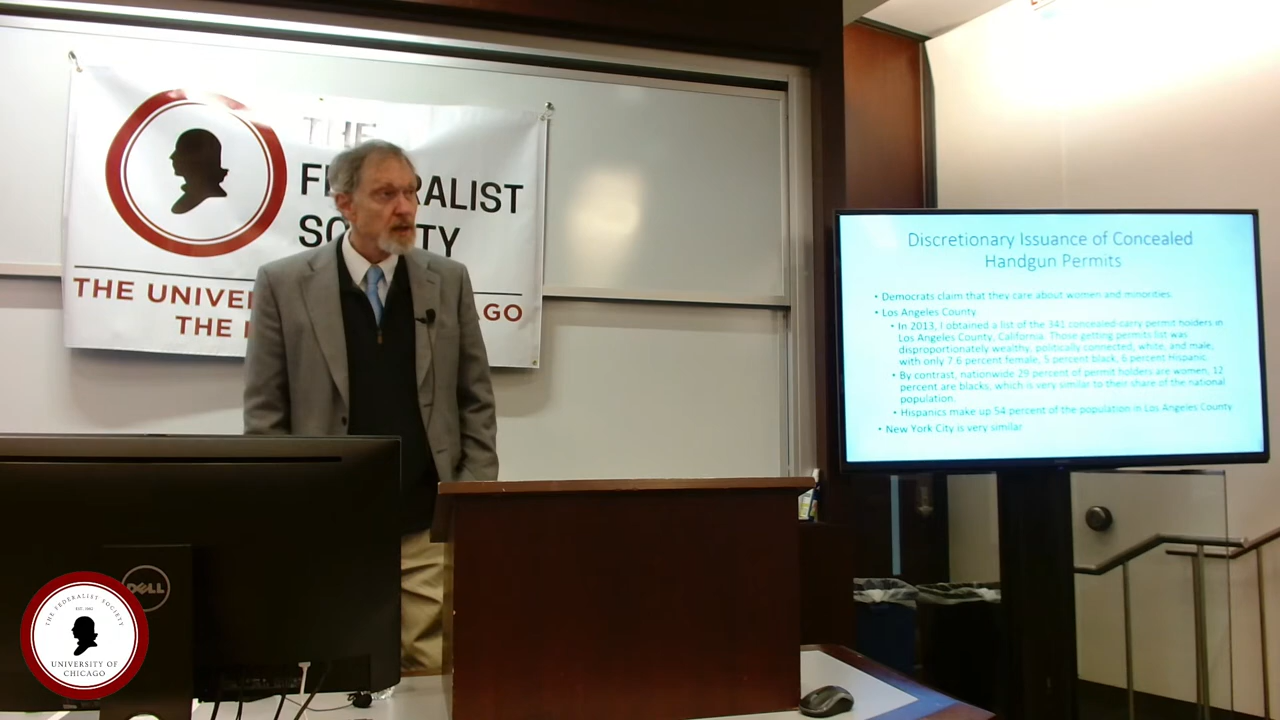 THE
FEDERALIST
SOCIETY
THE UNIVER
AGO
THE
Discretionary Issuance of Concealed
Handgun Permits
• Democrats claim that they care about women and minorities.
• Los Angeles County
• In 2013, I obtained a list of the 341 concealed-carry permit holders in
Los Angeles County, California. Those getting permits list was
disproportionately wealthy, politically connected, white, and male,
with only 7.6 percent female, 5 percent black, 6 percent Hispanic.
• By contrast, nationwide 29 percent of permit holders are women, 12
percent are blacks, which is very similar to their share of the national
population.
• Hispanics make up 54 percent of the population in Los Angeles County
• New York City is very similar
DELL
THE FEDERALIST SOCIETY
EST. 1982
UNIVERSITY OF
CHICAGO